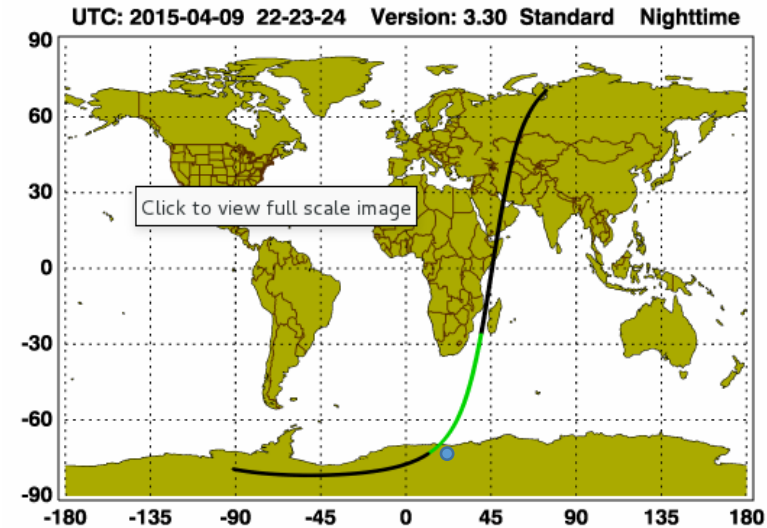 UTC: 2015-04-09 22-23-24 Version: 3.30 Standard Nighttime
90
60
30
Click to view full scale image
0
-30
-60
-90
-180 -135 -90 -45 0 45 90 135 180